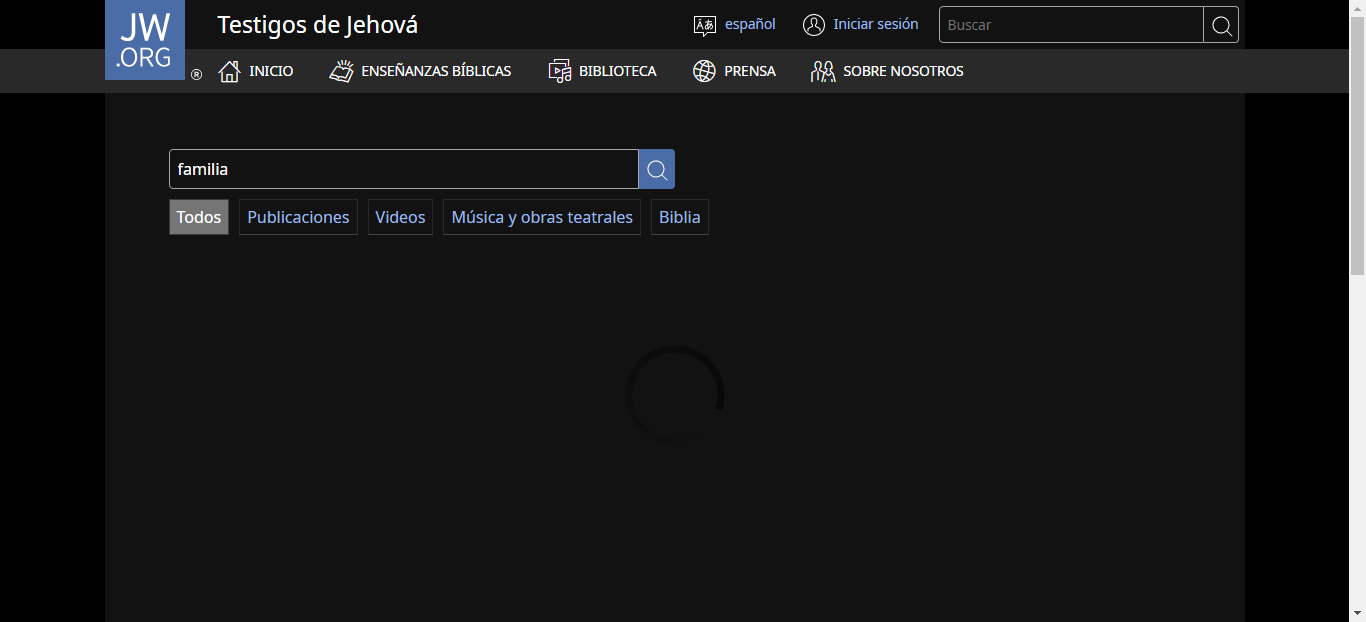 JW
.ORG
®
Testigos de Jehová
español
Iniciar sesión
Buscar
INICIO
ENSEÑANZAS BÍBLICAS
BIBLIOTECA
PRENSA
SOBRE NOSOTROS
familia
Todos
Publicaciones
Videos
Música y obras teatrales
Biblia